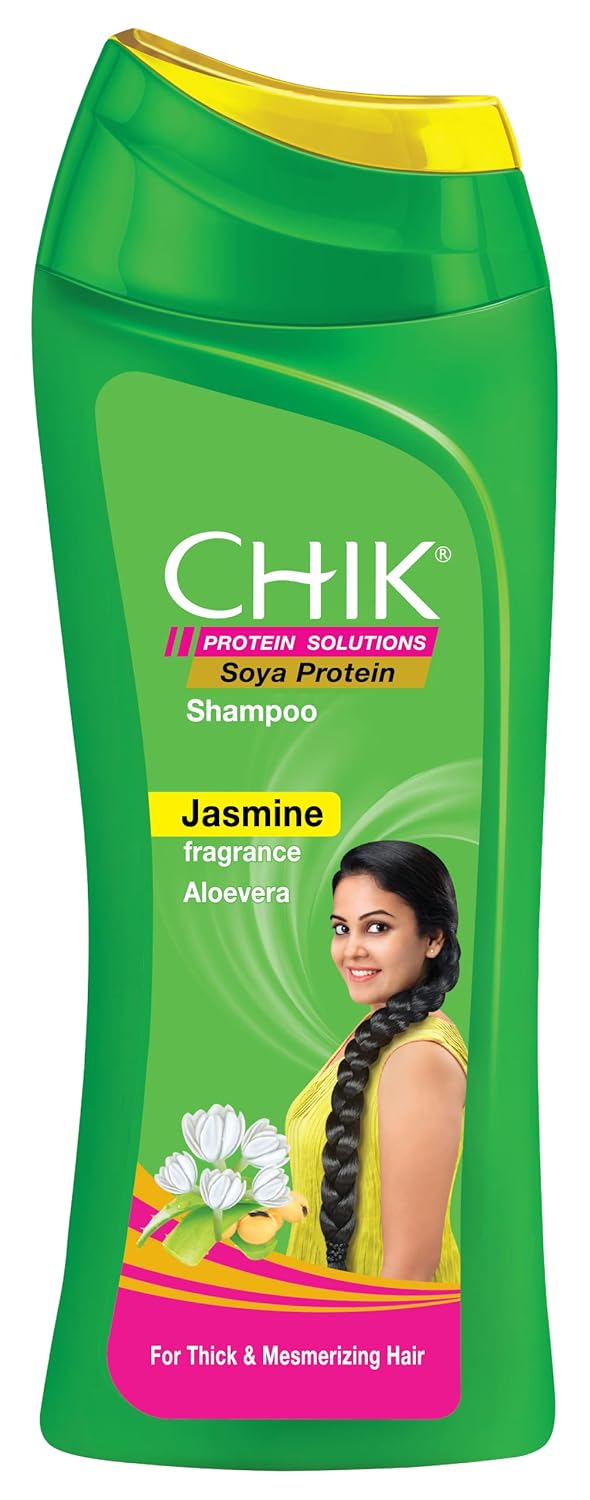 CHIK®
PROTEIN SOLUTIONS
Soya Protein
Shampoo
Jasmine
fragrance
Aloevera
For Thick & Mesmerizing Hair